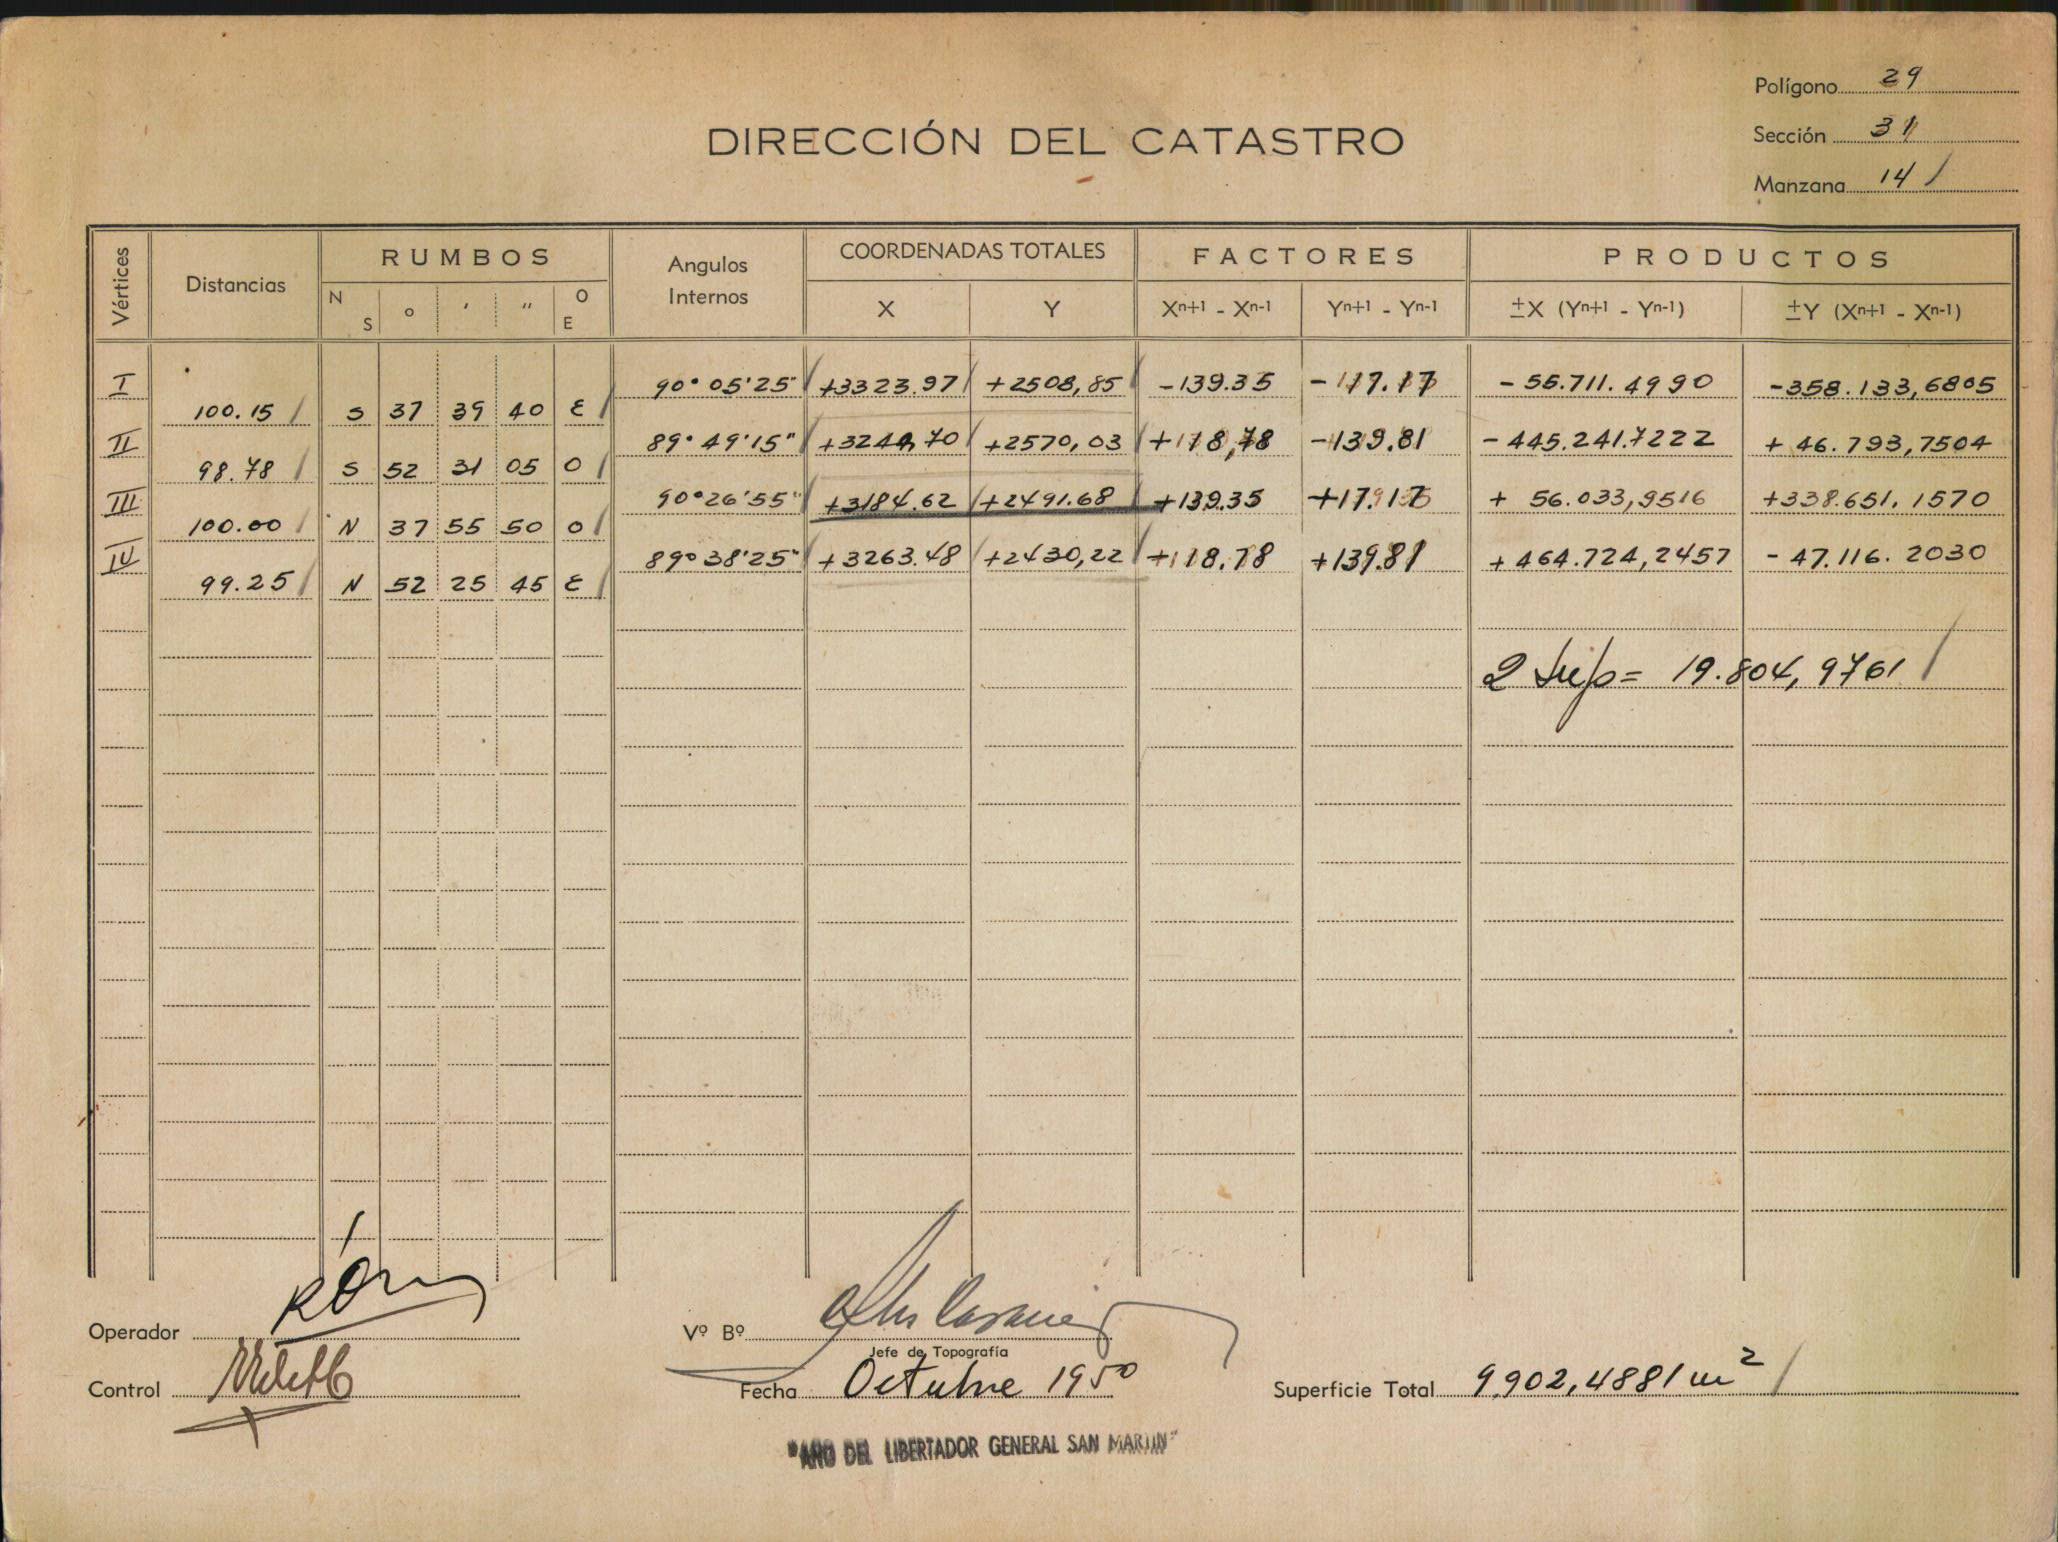 Polígono 29
DIRECCIÓN DEL CATASTRO
Sección 31
Manzana 14
Vértices Distancias RUMBOS Angulos Internos COORDENADAS TOTALES FACTORES PRODUCTOS
N S ° ' " O E X Y Xⁿ⁺¹ - Xⁿ⁻¹ Yⁿ⁺¹ - Yⁿ⁻¹ ±X (Yⁿ⁺¹ - Yⁿ⁻¹) ±Y (Xⁿ⁺¹ - Xⁿ⁻¹)
I 90° 05'25" +3323.97 +2508,85 -139.35 -17.17 -55.711.4990 -358.133,6805
100.15 S 37 39 40 E
II 89° 49'15" +3244,70 +2570,03 +18,78 -139.81 -445.241.7222 +46.793,7504
98.78 S 52 31 05 O
III 90°26'55" +3184.62 +2491.68 +139.35 +17.17 +56.033,9516 +338.651.1570
100.00 N 37 55 50 O
IV 89°38'25" +3263.48 +2430,22 +18.78 +139.81 +464.724,2457 -47.116.2030
99.25 N 52 25 45 E
2 Sup= 19.804,9761
Operador
Vº Bº
Jefe de Topografía
Control
Fecha Octubre 1950
Superficie Total 9.902,4881 m²
"AÑO DEL LIBERTADOR GENERAL SAN MARTIN"